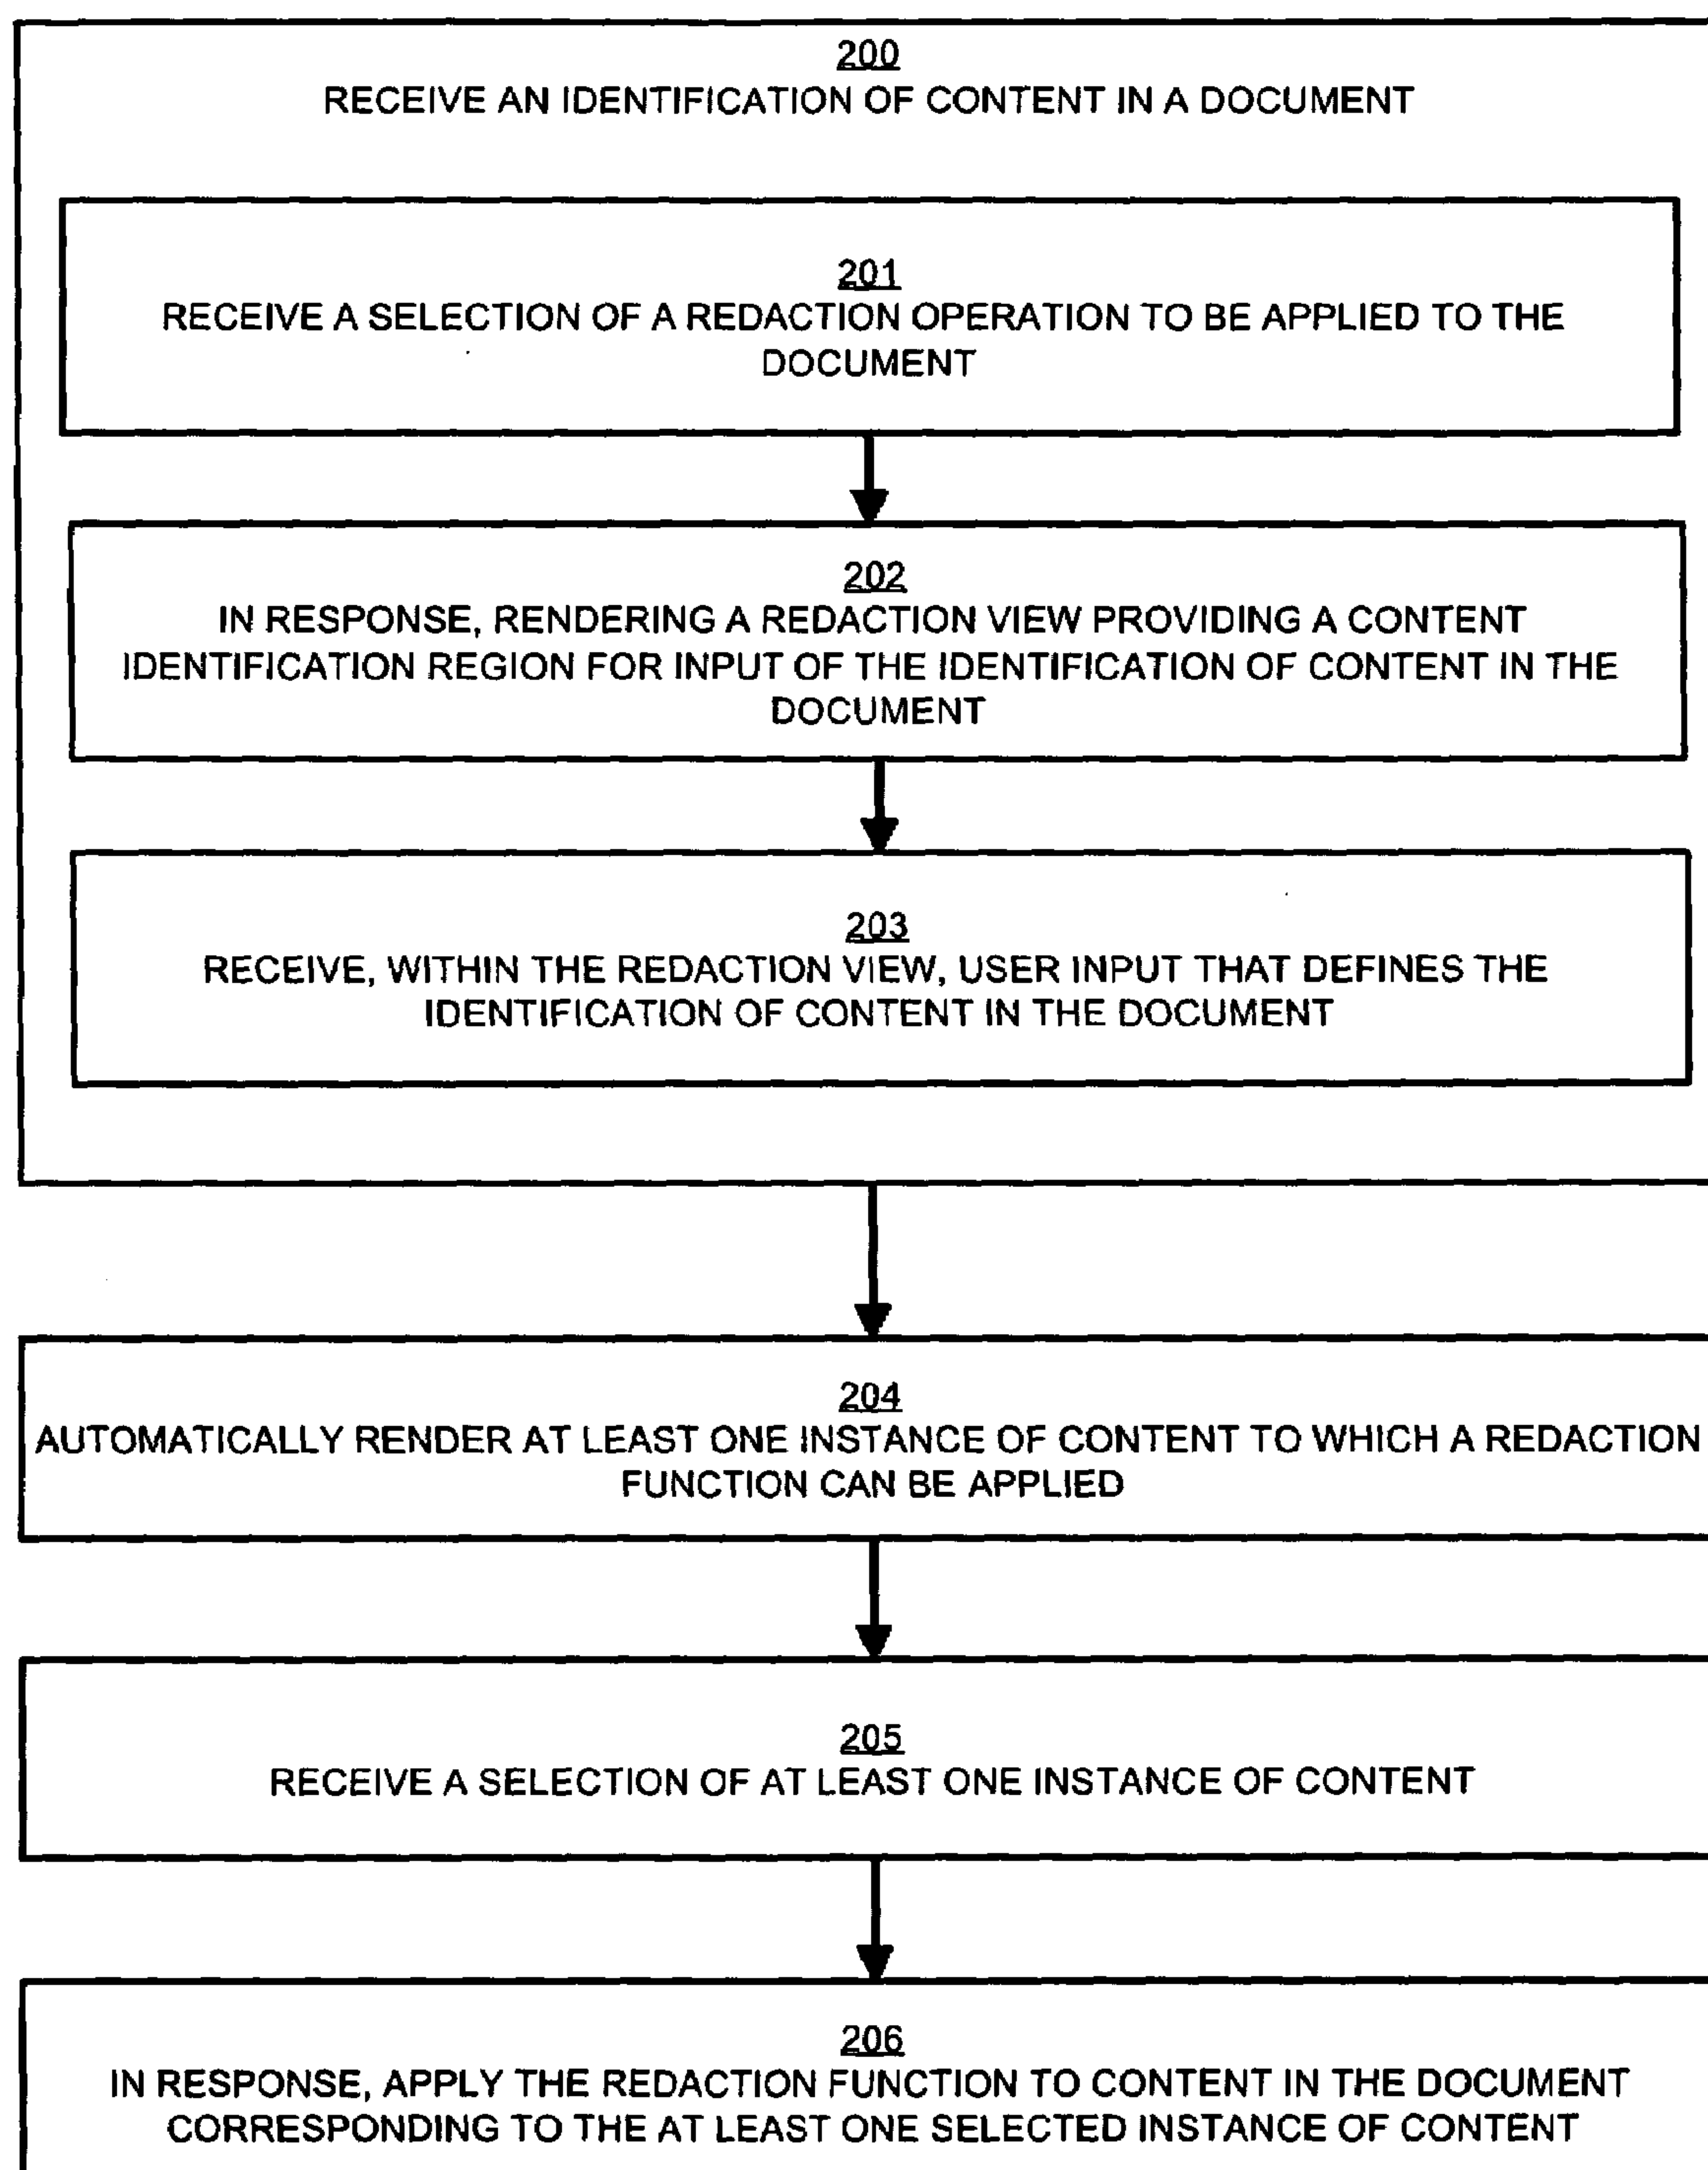 200
RECEIVE AN IDENTIFICATION OF CONTENT IN A DOCUMENT
201
RECEIVE A SELECTION OF A REDACTION OPERATION TO BE APPLIED TO THE
DOCUMENT
202
IN RESPONSE, RENDERING A REDACTION VIEW PROVIDING A CONTENT
IDENTIFICATION REGION FOR INPUT OF THE IDENTIFICATION OF CONTENT IN THE
DOCUMENT
203
RECEIVE, WITHIN THE REDACTION VIEW, USER INPUT THAT DEFINES THE
IDENTIFICATION OF CONTENT IN THE DOCUMENT
204
AUTOMATICALLY RENDER AT LEAST ONE INSTANCE OF CONTENT TO WHICH A REDACTION
FUNCTION CAN BE APPLIED
205
RECEIVE A SELECTION OF AT LEAST ONE INSTANCE OF CONTENT
206
IN RESPONSE, APPLY THE REDACTION FUNCTION TO CONTENT IN THE DOCUMENT
CORRESPONDING TO THE AT LEAST ONE SELECTED INSTANCE OF CONTENT